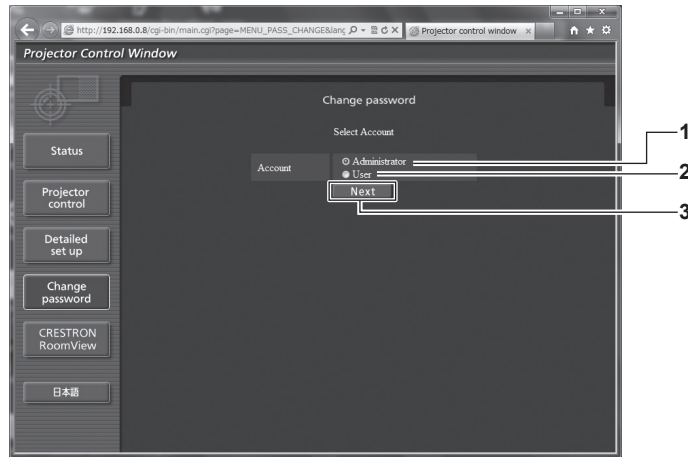 http://192.168.0.8/cgi-bin/main.cgi?page=MENU_PASS_CHANGE&lang
Projector control window
Projector Control Window
Change password
Select Account
Account
Administrator
User
Next
Status
Projector
control
Detailed
set up
Change
password
CRESTRON
RoomView
日本語
1
2
3